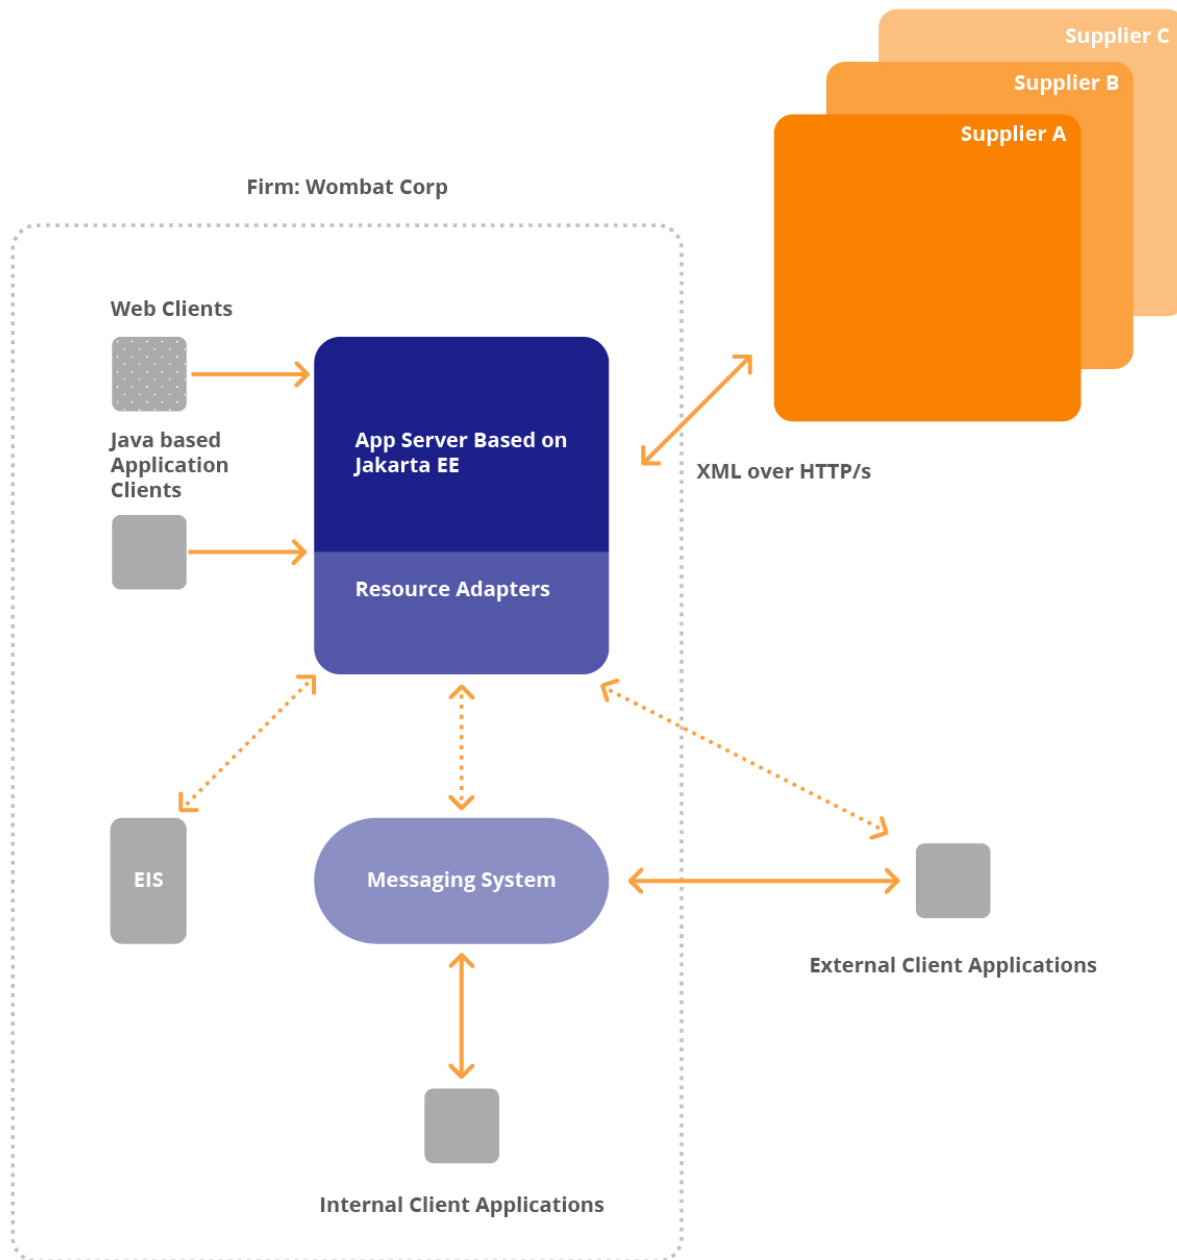 Supplier C
Supplier B
Supplier A
Firm: Wombat Corp
Web Clients
Java based
Application
Clients
App Server Based on
Jakarta EE
XML over HTTP/s
Resource Adapters
EIS
Messaging System
External Client Applications
Internal Client Applications